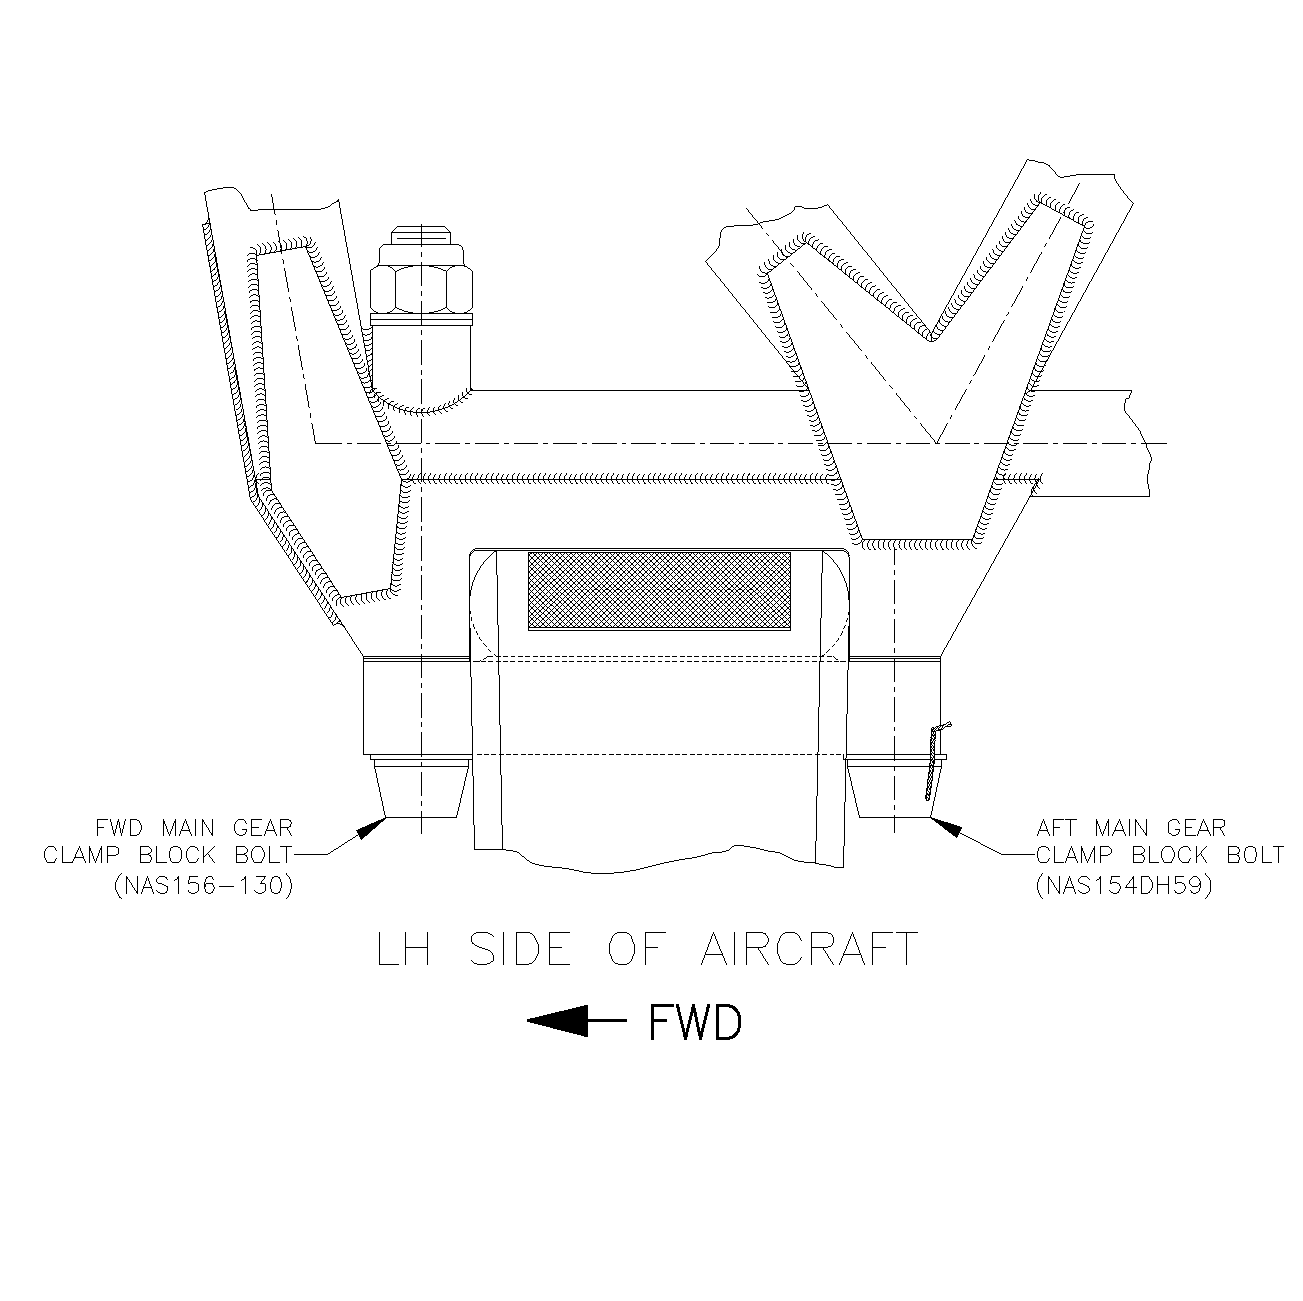 FWD MAIN GEAR
CLAMP BLOCK BOLT
(NAS156-130)
AFT MAIN GEAR
CLAMP BLOCK BOLT
(NAS154DH59)
LH SIDE OF AIRCRAFT
FWD